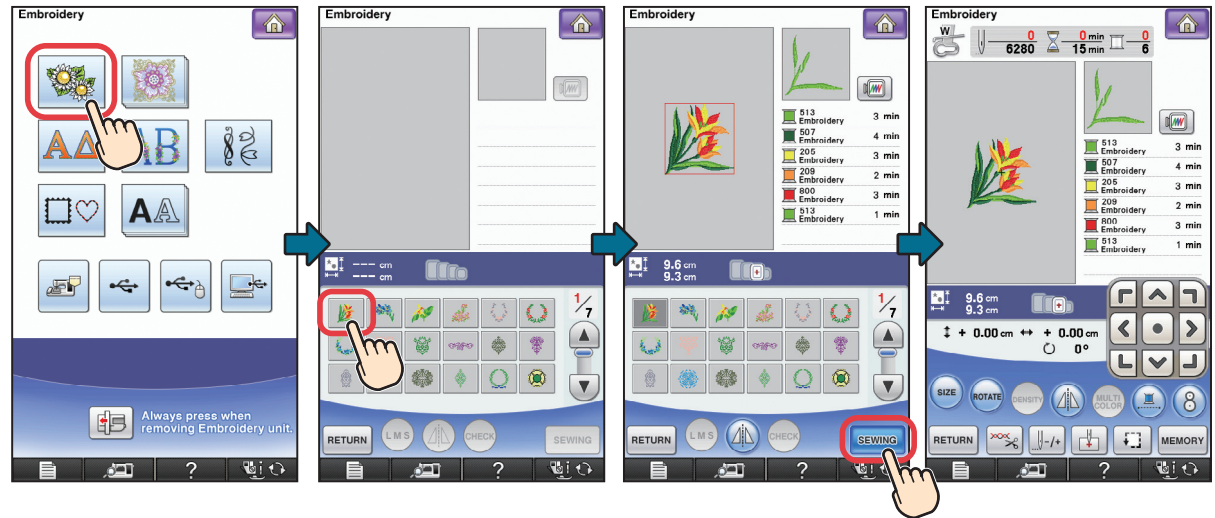 Embroidery
AA
AB
AA
Always press when
removing Embroidery unit.
?
Embroidery
--- cm
--- cm
1/7
RETURN
L M S
CHECK
SEWING
?
Embroidery
513
Embroidery 3 min
507
Embroidery 4 min
205
Embroidery 3 min
209
Embroidery 2 min
800
Embroidery 3 min
513
Embroidery 1 min
9.6 cm
9.3 cm
1/7
RETURN
L M S
CHECK
SEWING
?
Embroidery
W 0 0 min 0
6280 15 min 6
513
Embroidery 3 min
507
Embroidery 4 min
205
Embroidery 3 min
209
Embroidery 2 min
800
Embroidery 3 min
513
Embroidery 1 min
9.6 cm
9.3 cm
+ 0.00 cm + 0.00 cm
0°
SIZE
ROTATE
DENSITY
MULTI
COLOR
8
RETURN
-/+
MEMORY
?